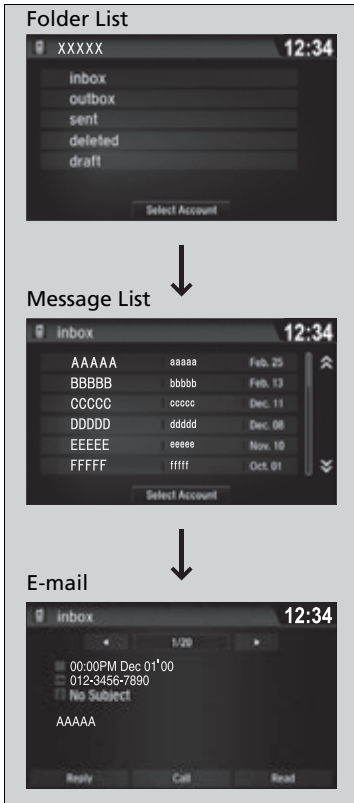 Folder List
XXXXX 12:34
inbox
outbox
sent
deleted
draft
Select Account
Message List
inbox 12:34
AAAAA aaaaa Feb. 25
BBBBB bbbbb Feb. 13
CCCCC ccccc Dec. 11
DDDDD ddddd Dec. 08
EEEEE eeeee Nov. 10
FFFFF fffff Oct. 01
Select Account
E-mail
inbox 12:34
1/20
00:00PM Dec 01'00
012-3456-7890
No Subject
AAAAA
Reply Call Read